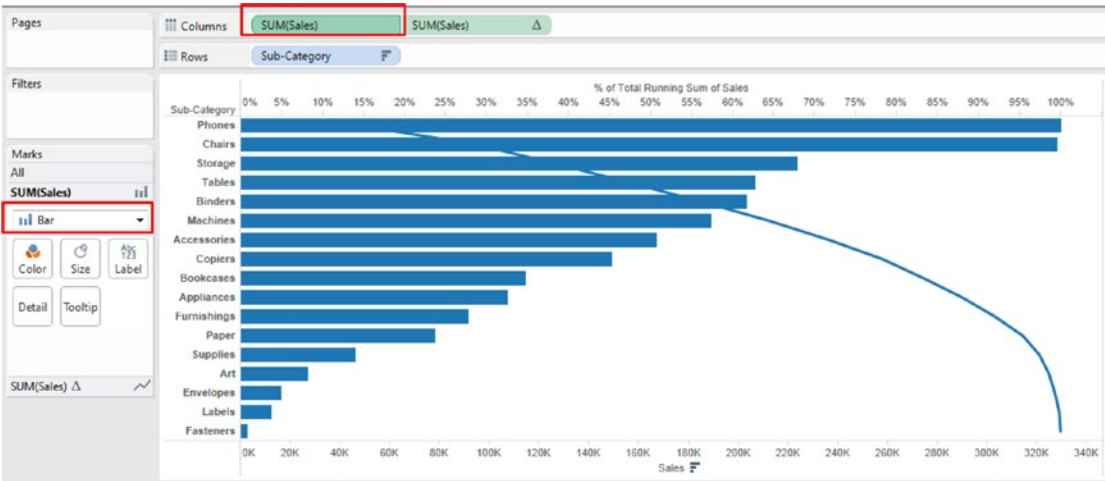 Pages
Columns SUM(Sales) SUM(Sales) Δ
Rows Sub-Category
Filters
% of Total Running Sum of Sales
Sub-Category 0% 5% 10% 15% 20% 25% 30% 35% 40% 45% 50% 55% 60% 65% 70% 75% 80% 85% 90% 95% 100%
Phones
Chairs
Storage
Tables
Binders
Machines
Accessories
Copiers
Bookcases
Appliances
Furnishings
Paper
Supplies
Art
Envelopes
Labels
Fasteners
0K 20K 40K 60K 80K 100K 120K 140K 160K 180K 200K 220K 240K 260K 280K 300K 320K 340K
Sales
Marks
All
SUM(Sales)
Bar
Abc
123
Color Size Label
Detail Tooltip
SUM(Sales) Δ